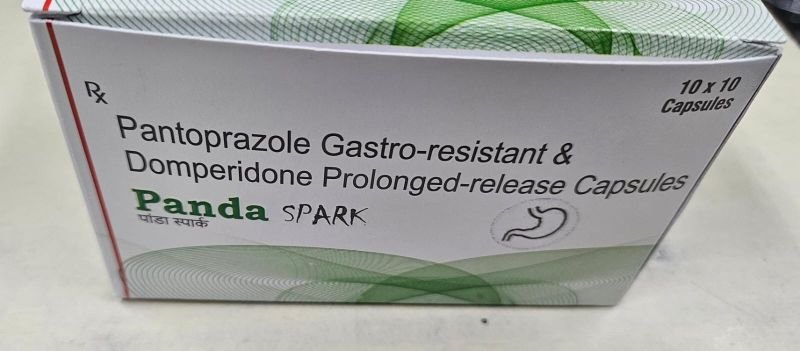 Rx
10 x 10
Capsules
Pantoprazole Gastro-resistant &
Domperidone Prolonged-release Capsules
Panda SPARK
पांडा स्पार्क